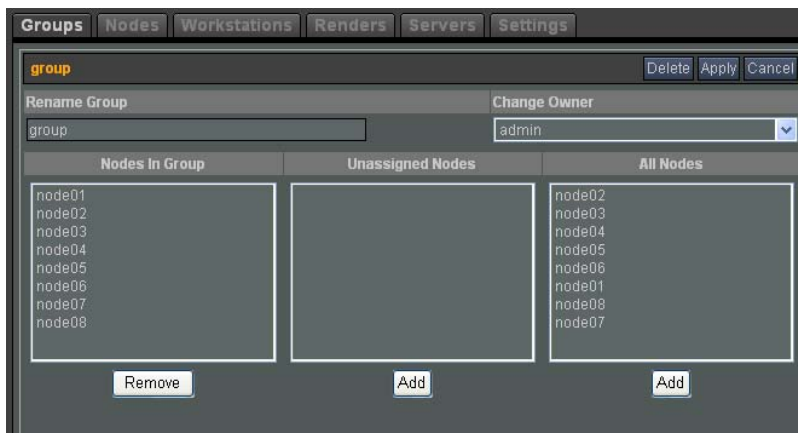 Groups Nodes Workstations Renders Servers Settings
group Delete Apply Cancel
Rename Group Change Owner
group admin
Nodes In Group Unassigned Nodes All Nodes
node01
node02
node03
node04
node05
node06
node07
node08
node02
node03
node04
node05
node06
node01
node08
node07
Remove Add Add